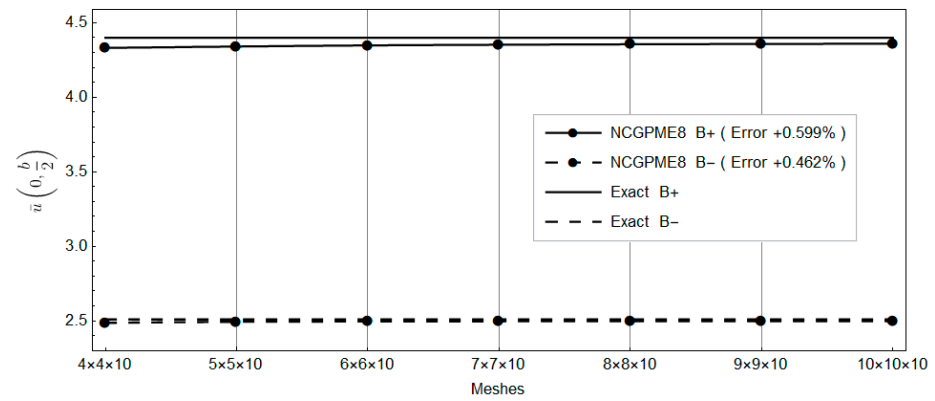 4.5
4.0
3.5
3.0
2.5
ū (0, b/2)
NCGPME8 B+ ( Error +0.599% )
NCGPME8 B− ( Error +0.462% )
Exact B+
Exact B−
4×4×10 5×5×10 6×6×10 7×7×10 8×8×10 9×9×10 10×10×10
Meshes